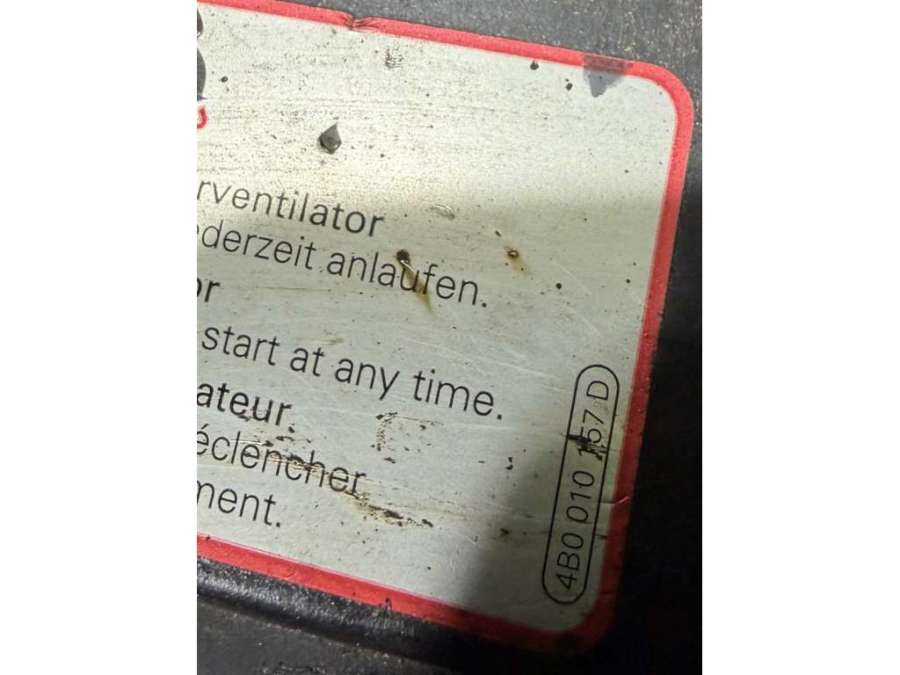 rventilator
ederzeit anlaufen.
or
start at any time.
ateur
éclencher
ment.
4B0 010 157 D